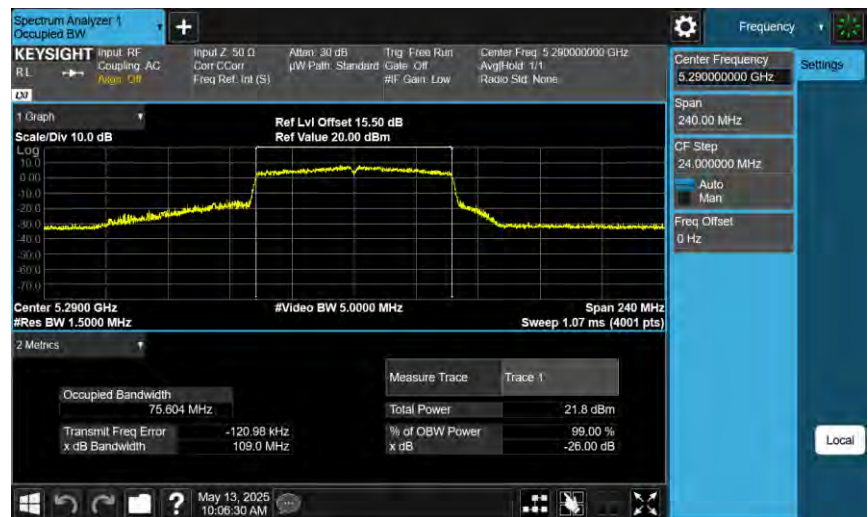 Spectrum Analyzer 1
Occupied BW
Frequency
KEYSIGHT
R L
LXI
Input: RF
Coupling: AC
Align: Off
Input Z: 50 Ω
Corr CCorr
Freq Ref: Int (S)
Atten: 30 dB
µW Path: Standard
Trig: Free Run
Gate: Off
#IF Gain: Low
Center Freq: 5.290000000 GHz
Avg|Hold: 1/1
Radio Std: None
Center Frequency
5.290000000 GHz
Settings
Span
240.00 MHz
CF Step
24.000000 MHz
Auto
Man
Freq Offset
0 Hz
1 Graph
Scale/Div 10.0 dB
Ref Lvl Offset 15.50 dB
Ref Value 20.00 dBm
Log
10.0
0.00
-10.0
-20.0
-30.0
-40.0
-50.0
-60.0
-70.0
Center 5.2900 GHz
#Video BW 5.0000 MHz
Span 240 MHz
#Res BW 1.5000 MHz
Sweep 1.07 ms (4001 pts)
2 Metrics
Measure Trace
Trace 1
Occupied Bandwidth
75.604 MHz
Total Power
21.8 dBm
Transmit Freq Error
-120.98 kHz
% of OBW Power
99.00 %
x dB Bandwidth
109.0 MHz
x dB
-26.00 dB
Local
May 13, 2025
10:06:30 AM